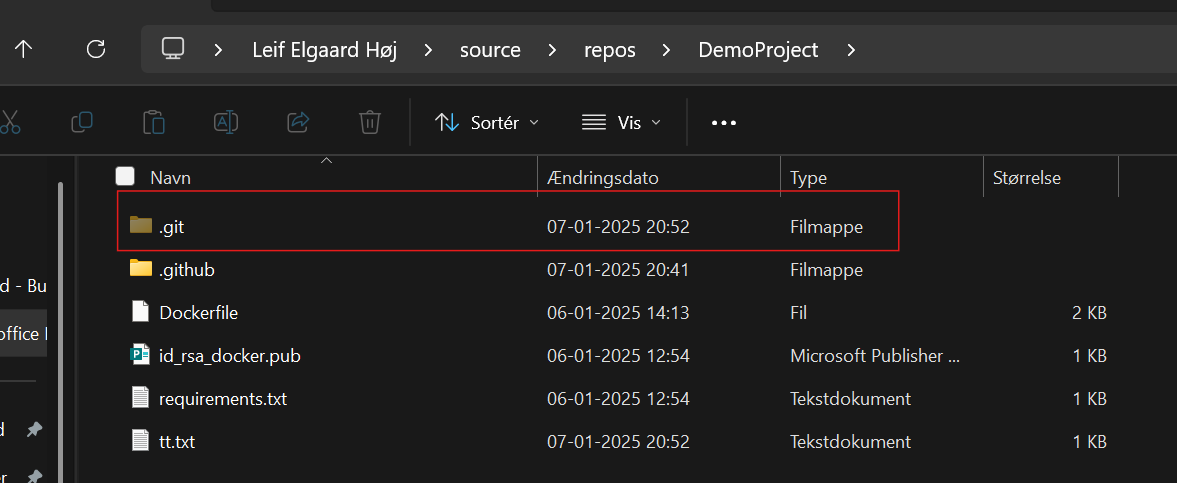 Leif Elgaard Høj > source > repos > DemoProject >
Sortér Vis
Navn Ændringsdato Type Størrelse
.git 07-01-2025 20:52 Filmappe
.github 07-01-2025 20:41 Filmappe
d - Bu
Dockerfile 06-01-2025 14:13 Fil 2 KB
office
id_rsa_docker.pub 06-01-2025 12:54 Microsoft Publisher ... 1 KB
requirements.txt 06-01-2025 12:54 Tekstdokument 1 KB
tt.txt 07-01-2025 20:52 Tekstdokument 1 KB